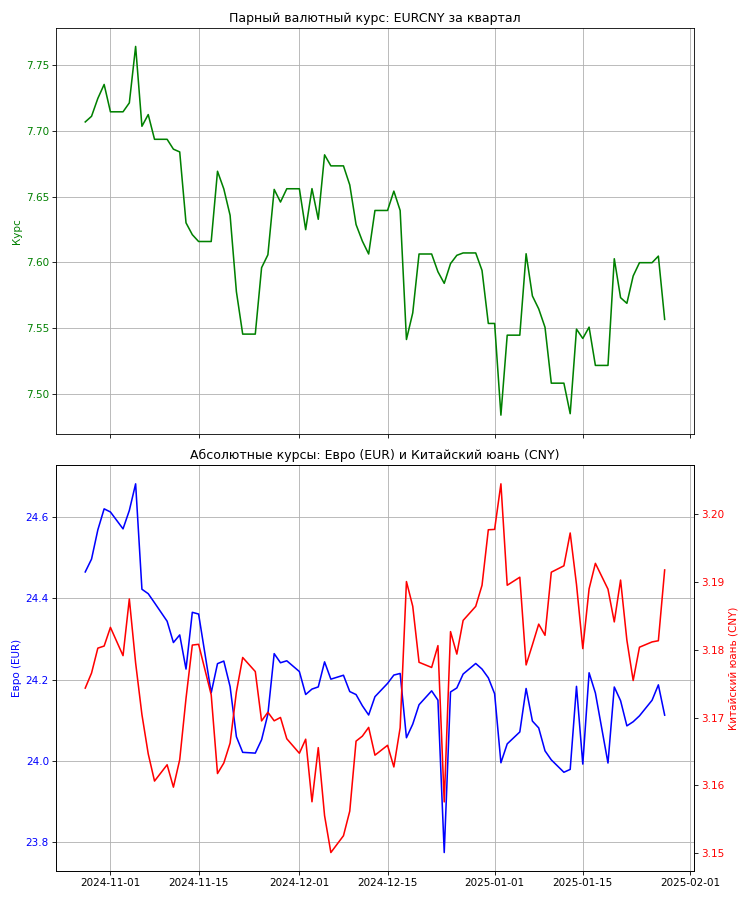 Парный валютный курс: EURCNY за квартал
7.75
7.70
7.65
7.60
7.55
7.50
Курс
Абсолютные курсы: Евро (EUR) и Китайский юань (CNY)
24.6
24.4
24.2
24.0
23.8
Евро (EUR)
3.20
3.19
3.18
3.17
3.16
3.15
Китайский юань (CNY)
2024-11-01 2024-11-15 2024-12-01 2024-12-15 2025-01-01 2025-01-15 2025-02-01